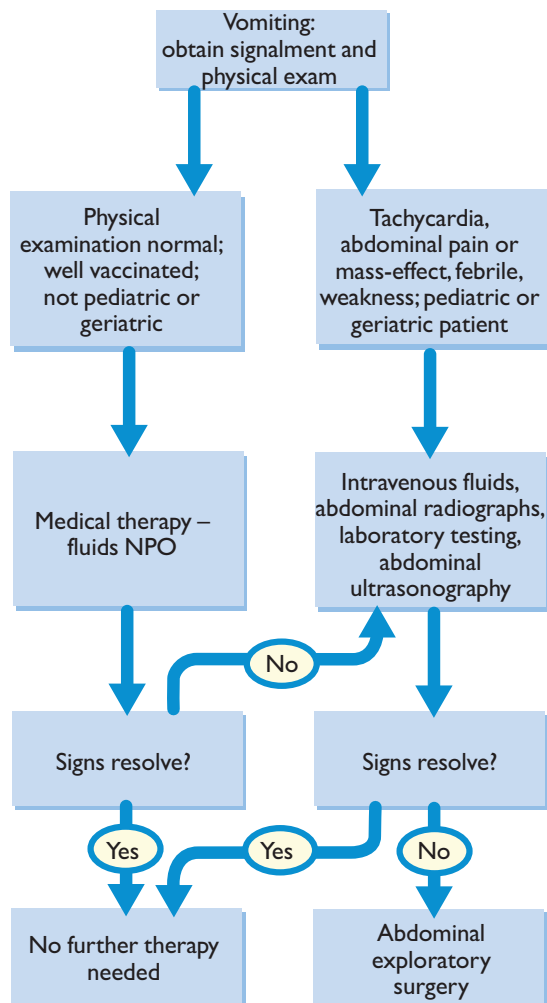 Vomiting:
obtain signalment and
physical exam
Physical
examination normal;
well vaccinated;
not pediatric or
geriatric
Tachycardia,
abdominal pain or
mass-effect, febrile,
weakness; pediatric or
geriatric patient
Medical therapy –
fluids NPO
Intravenous fluids,
abdominal radiographs,
laboratory testing,
abdominal
ultrasonography
No
Signs resolve?
Signs resolve?
Yes
Yes
No
No further therapy
needed
Abdominal
exploratory
surgery